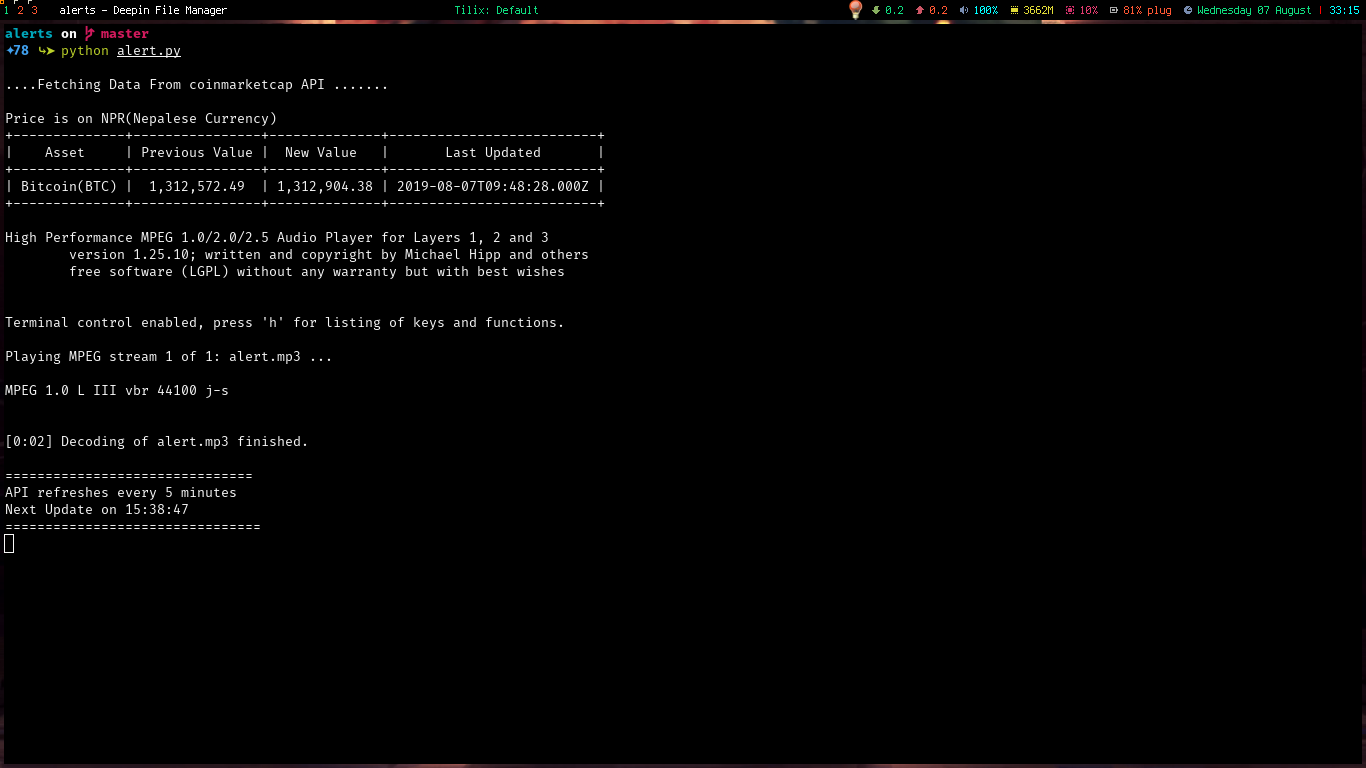 1 2 3 alerts - Deepin File Manager Tilix: Default 0.2 0.2 100% 3662M 10% 81% plug Wednesday 07 August | 33:15
alerts on master
✦78 ↪➤ python alert.py
....Fetching Data From coinmarketcap API .......
Price is on NPR(Nepalese Currency)
+--------------+----------------+--------------+--------------------------+
| Asset | Previous Value | New Value | Last Updated |
+--------------+----------------+--------------+--------------------------+
| Bitcoin(BTC) | 1,312,572.49 | 1,312,904.38 | 2019-08-07T09:48:28.000Z |
+--------------+----------------+--------------+--------------------------+
High Performance MPEG 1.0/2.0/2.5 Audio Player for Layers 1, 2 and 3
version 1.25.10; written and copyright by Michael Hipp and others
free software (LGPL) without any warranty but with best wishes
Terminal control enabled, press 'h' for listing of keys and functions.
Playing MPEG stream 1 of 1: alert.mp3 ...
MPEG 1.0 L III vbr 44100 j-s
[0:02] Decoding of alert.mp3 finished.
===============================
API refreshes every 5 minutes
Next Update on 15:38:47
================================